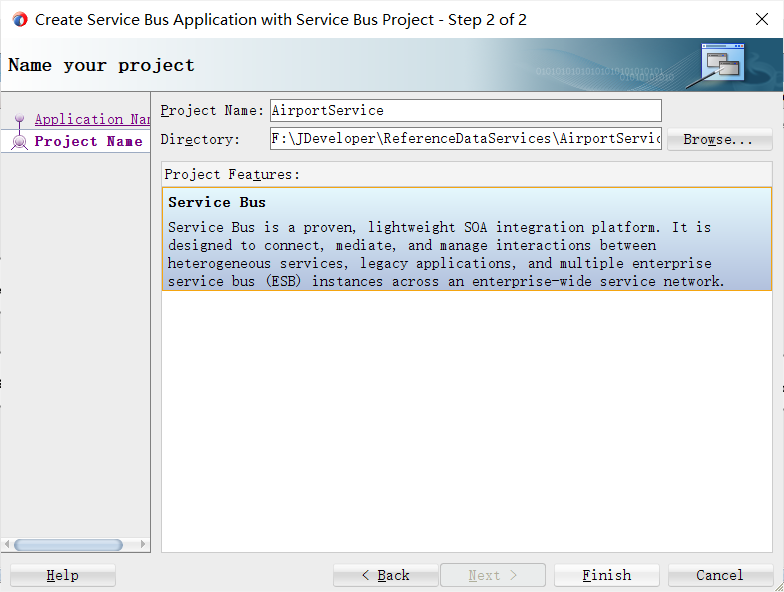 Create Service Bus Application with Service Bus Project - Step 2 of 2
Name your project
Application Nam
Project Name
Project Name: AirportService
Directory: F:\JDeveloper\ReferenceDataServices\AirportServic Browse...
Project Features:
Service Bus
Service Bus is a proven, lightweight SOA integration platform. It is
designed to connect, mediate, and manage interactions between
heterogeneous services, legacy applications, and multiple enterprise
service bus (ESB) instances across an enterprise-wide service network.
Help < Back Next > Finish Cancel